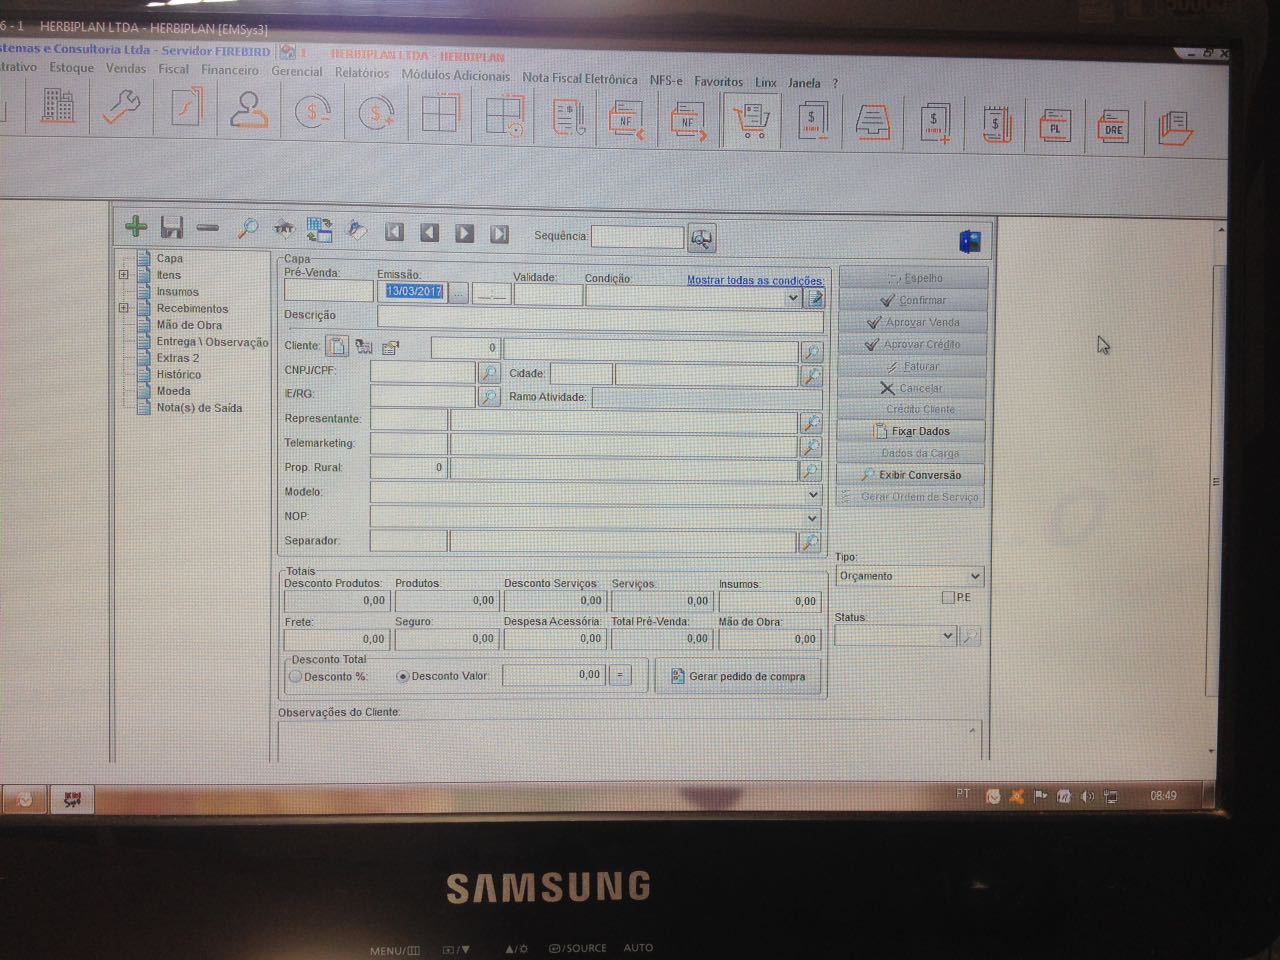 6 - 1 HERBIPLAN LTDA - HERBIPLAN [EMSys3]
stemas e Consultoria Ltda - Servidor FIREBIRD 1 HERBIPLAN LTDA - HERBIPLAN
trativo Estoque Vendas Fiscal Financeiro Gerencial Relatórios Módulos Adicionais Nota Fiscal Eletrônica NFS-e Favoritos Linx Janela ?
$ $ $ NF NF $ $ $ PL DRE
TXT Sequência:
Capa
Itens
Insumos
Recebimentos
Mão de Obra
Entrega \ Observação
Extras 2
Histórico
Moeda
Nota(s) de Saída
Capa
Pré-Venda: Emissão: Validade: Condição: Mostrar todas as condições:
13/03/2017 ... __:__
Descrição
Cliente: 0
CNPJ/CPF: Cidade:
IE/RG: Ramo Atividade:
Representante:
Telemarketing:
Prop. Rural: 0
Modelo:
NOP:
Separador:
Espelho
Confirmar
Aprovar Venda
Aprovar Crédito
Faturar
Cancelar
Crédito Cliente
Fixar Dados
Dados da Carga
Exibir Conversão
Gerar Ordem de Serviço
Tipo:
Orçamento
P.E
Status:
Totais
Desconto Produtos: Produtos: Desconto Serviços: Serviços: Insumos:
0,00 0,00 0,00 0,00 0,00
Frete: Seguro: Despesa Acessória: Total Pré-Venda: Mão de Obra:
0,00 0,00 0,00 0,00 0,00
Desconto Total
Desconto %: Desconto Valor: 0,00 = Gerar pedido de compra
Observações do Cliente:
PT 08:49
SAMSUNG
MENU/ /▼ ▲/ /SOURCE AUTO